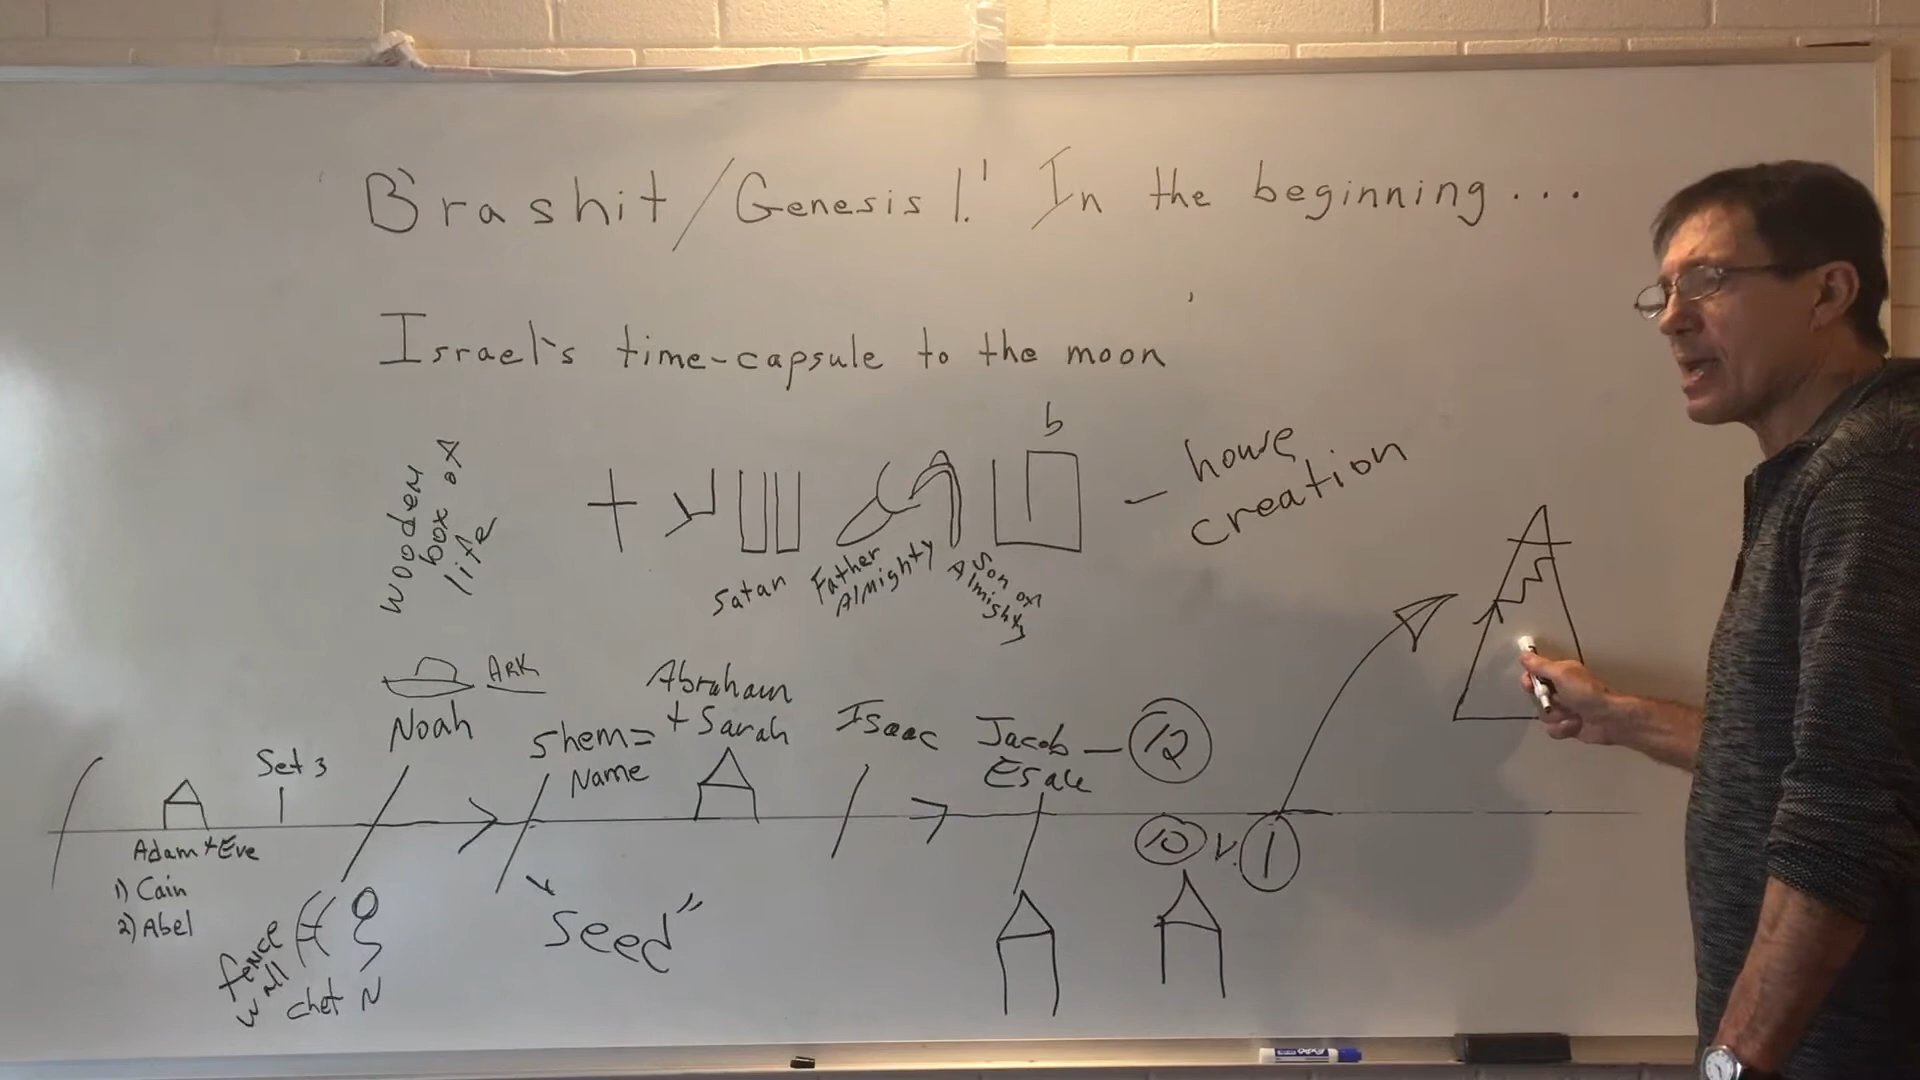 B'rashit/Genesis 1:1 In the beginning...
Israel's time-capsule to the moon
b
house
creation
wooden
box of
life
Satan
Father
Almighty
Son of
Almighty
ARK
Noah
Shem=
Name
Abraham
+ Sarah
Isaac
Jacob – 12
Esau
Set 3
Adam + Eve
1) Cain
2) Abel
10 v. 1
fence
wall
chet N
"seed"
EXPO